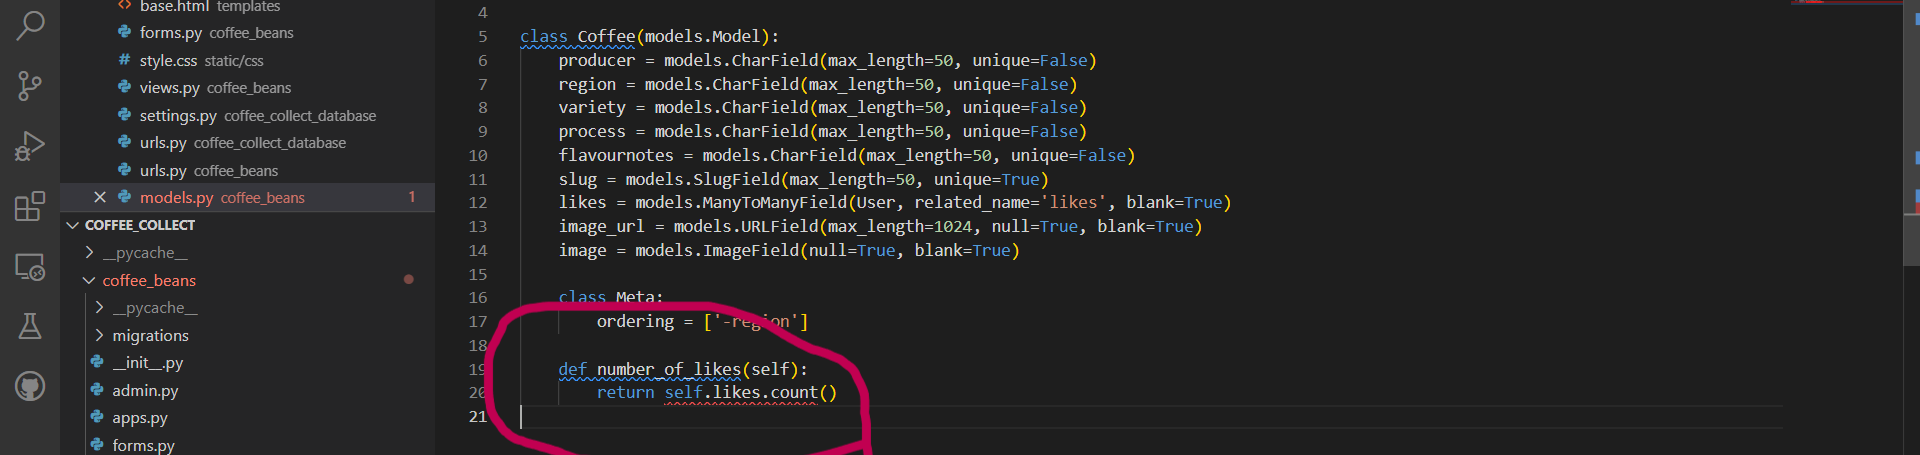 base.html templates
forms.py coffee_beans
# style.css static/css
views.py coffee_beans
settings.py coffee_collect_database
urls.py coffee_collect_database
urls.py coffee_beans
models.py coffee_beans 1
COFFEE_COLLECT
__pycache__
coffee_beans
__pycache__
migrations
__init__.py
admin.py
apps.py
forms.py
4
5 class Coffee(models.Model):
6 producer = models.CharField(max_length=50, unique=False)
7 region = models.CharField(max_length=50, unique=False)
8 variety = models.CharField(max_length=50, unique=False)
9 process = models.CharField(max_length=50, unique=False)
10 flavournotes = models.CharField(max_length=50, unique=False)
11 slug = models.SlugField(max_length=50, unique=True)
12 likes = models.ManyToManyField(User, related_name='likes', blank=True)
13 image_url = models.URLField(max_length=1024, null=True, blank=True)
14 image = models.ImageField(null=True, blank=True)
15
16 class Meta:
17 ordering = ['-region']
18
19 def number_of_likes(self):
20 return self.likes.count()
21